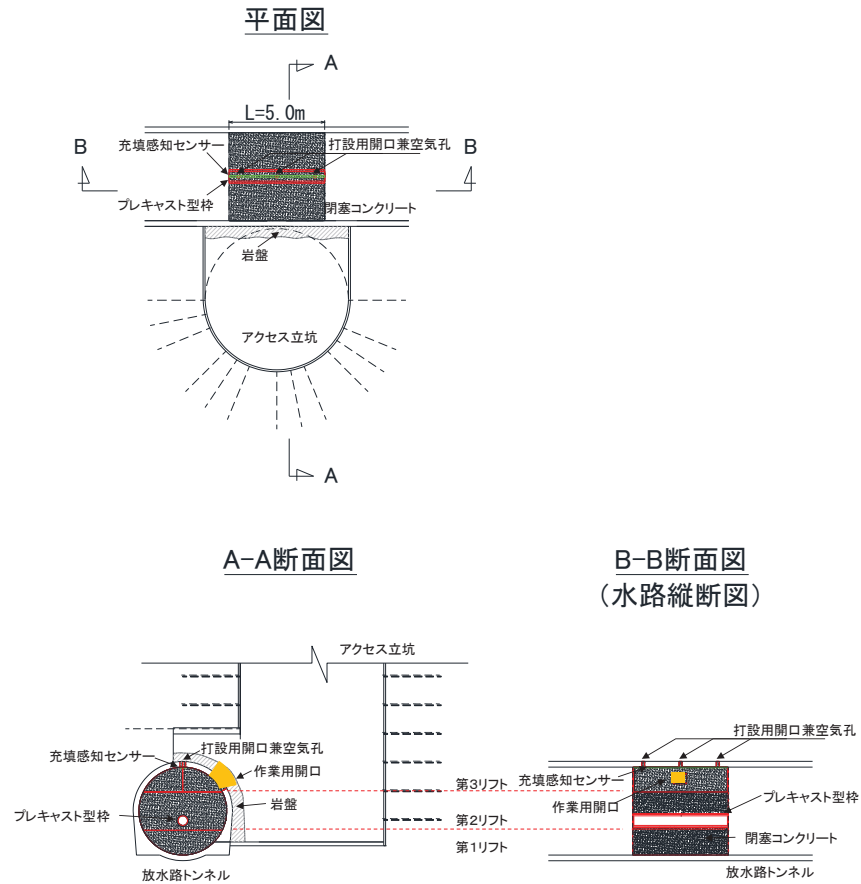 平面図
A
L=5.0m
B
充填感知センサー
打設用開口兼空気孔
B
プレキャスト型枠
閉塞コンクリート
岩盤
アクセス立坑
A
A-A断面図
B-B断面図
(水路縦断図)
アクセス立坑
打設用開口兼空気孔
充填感知センサー
打設用開口兼空気孔
作業用開口
充填感知センサー
第3リフト
作業用開口
プレキャスト型枠
プレキャスト型枠
岩盤
第2リフト
閉塞コンクリート
第1リフト
放水路トンネル
放水路トンネル